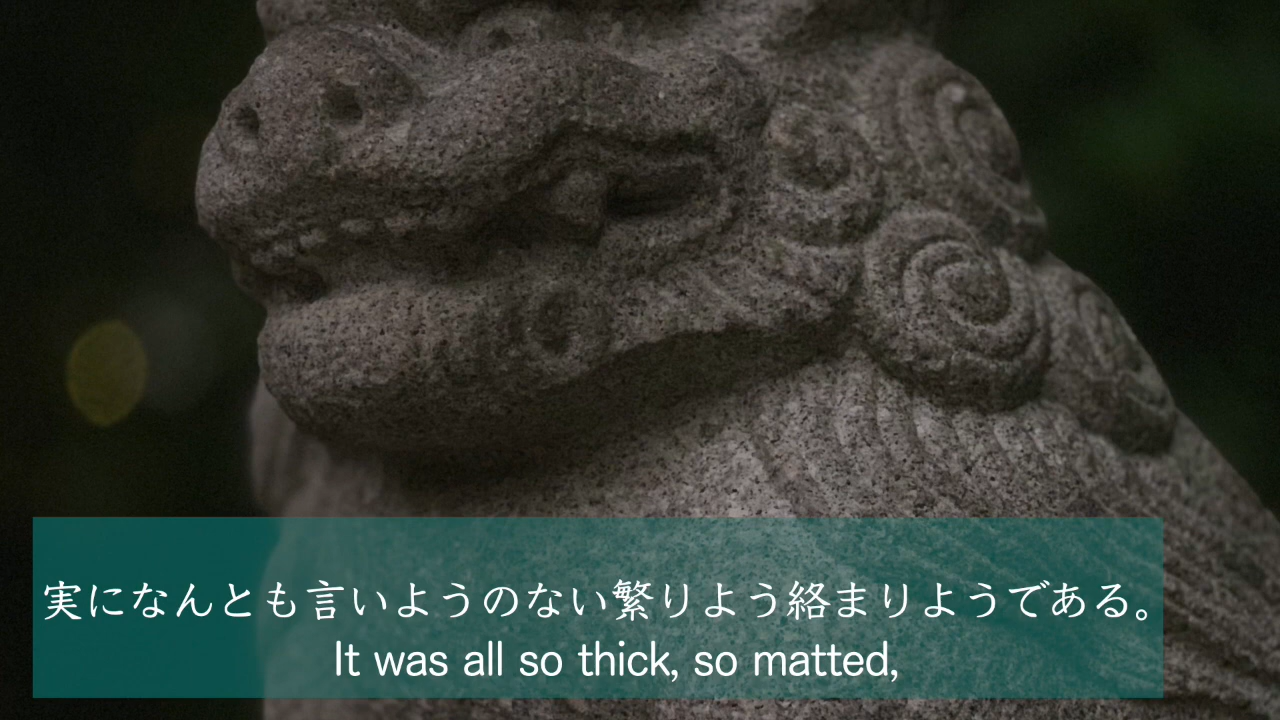 実になんとも言いようのない繁りよう絡まりようである。
It was all so thick, so matted,